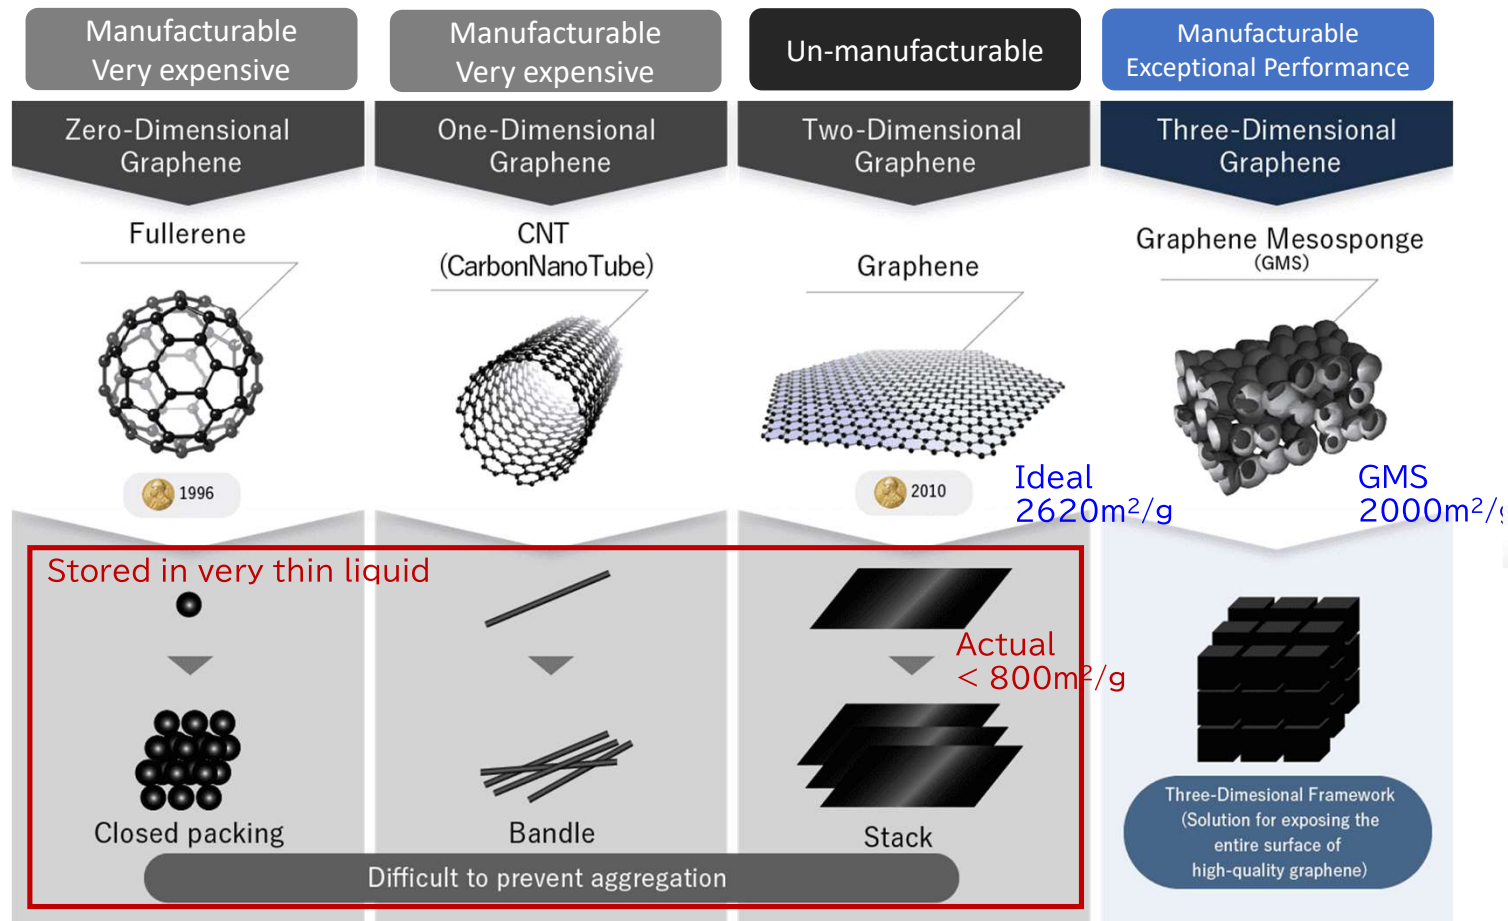 Manufacturable
Very expensive
Manufacturable
Very expensive
Un-manufacturable
Manufacturable
Exceptional Performance
Zero-Dimensional
Graphene
One-Dimensional
Graphene
Two-Dimensional
Graphene
Three-Dimensional
Graphene
Fullerene
CNT
(CarbonNanoTube)
Graphene
Graphene Mesosponge
(GMS)
1996
2010
Ideal
2620m²/g
GMS
2000m²/g
Stored in very thin liquid
Actual
< 800m²/g
Closed packing
Bandle
Stack
Difficult to prevent aggregation
Three-Dimesional Framework
(Solution for exposing the
entire surface of
high-quality graphene)